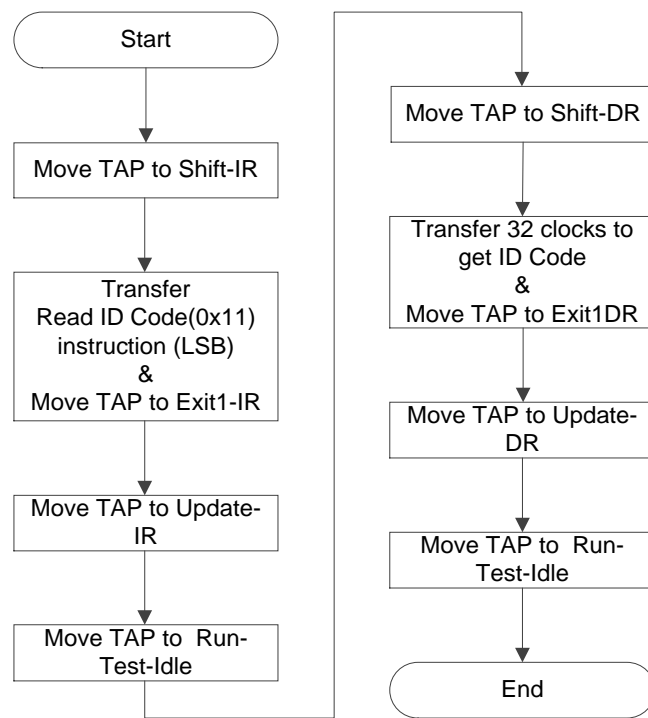 Start
Move TAP to Shift-IR
Transfer
Read ID Code(0x11)
instruction (LSB)
&
Move TAP to Exit1-IR
Move TAP to Update-
IR
Move TAP to  Run-
Test-Idle
Move TAP to Shift-DR
Transfer 32 clocks to
get ID Code
&
Move TAP to Exit1DR
Move TAP to Update-
DR
Move TAP to  Run-
Test-Idle
End